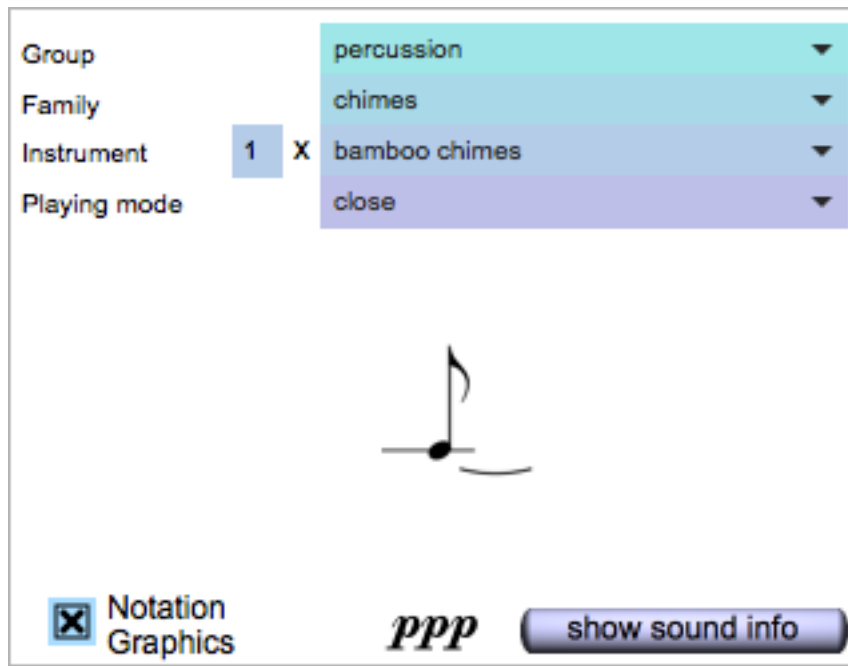 Group percussion
Family chimes
Instrument 1 X bamboo chimes
Playing mode close
Notation
Graphics
ppp
show sound info